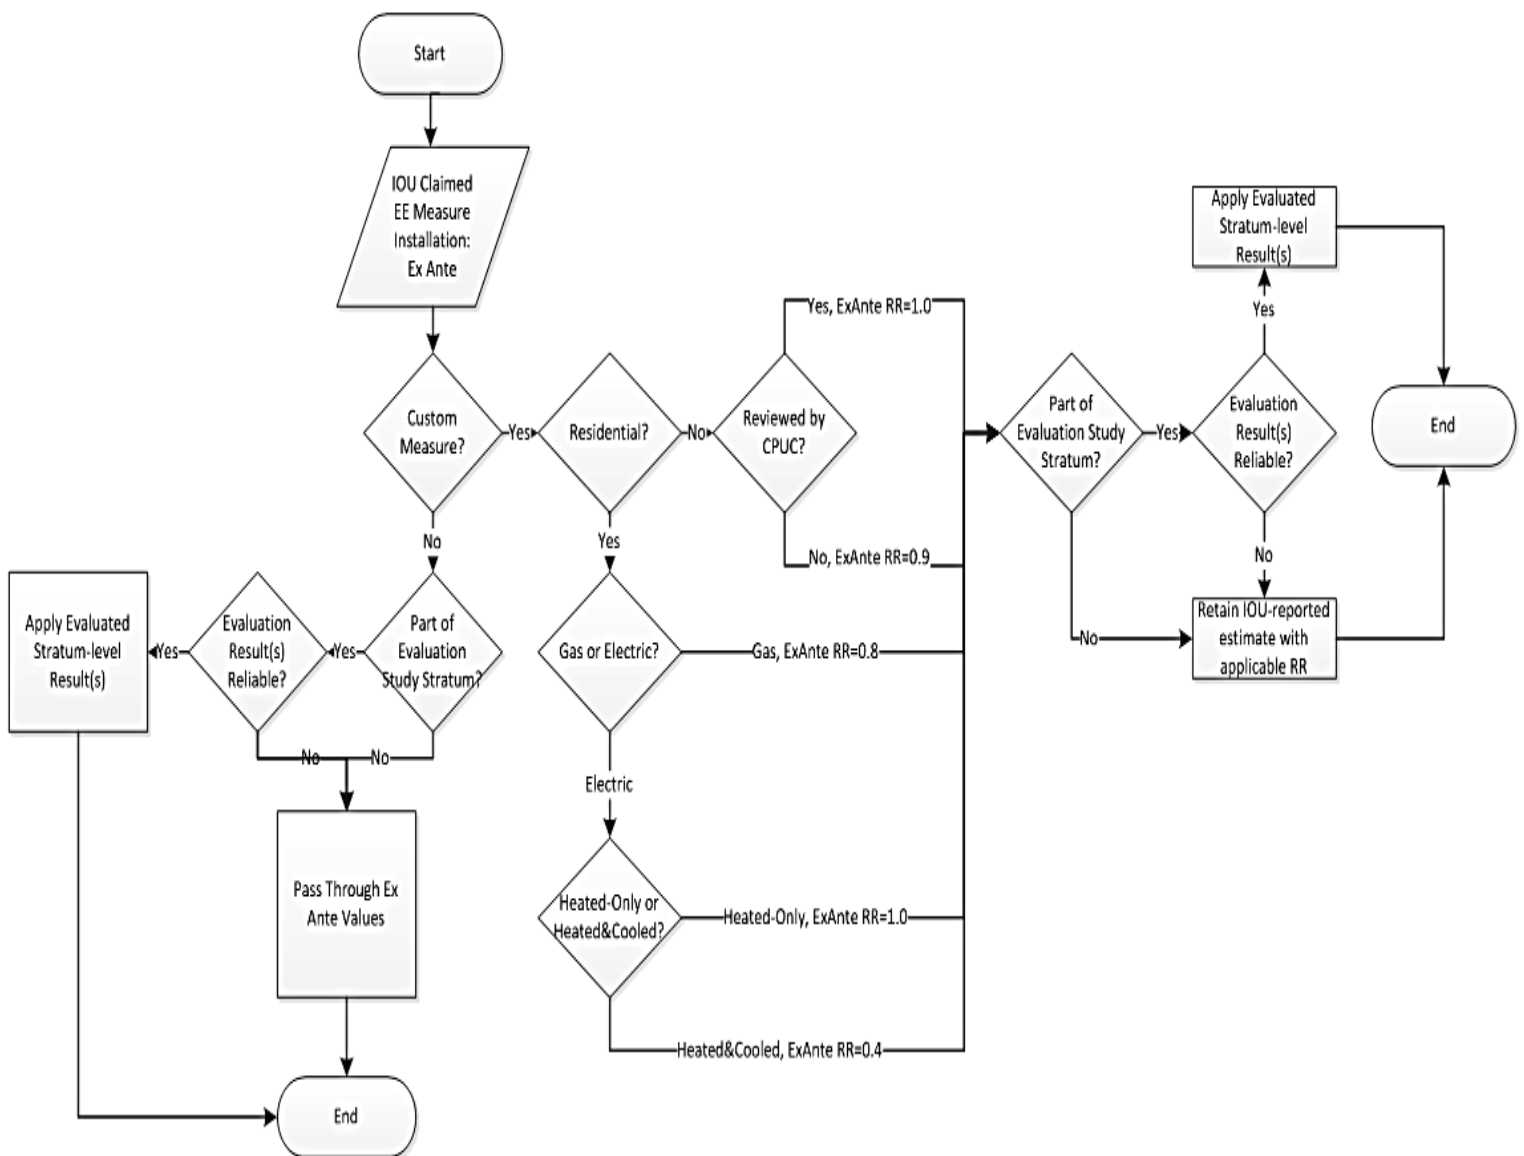 Start
IOU Claimed
EE Measure
Installation:
Ex Ante
Custom
Measure?
Yes
Residential?
No
Reviewed by
CPUC?
Yes, ExAnte RR=1.0
No, ExAnte RR=0.9
Part of
Evaluation Study
Stratum?
Yes
Evaluation
Result(s)
Reliable?
Yes
Apply Evaluated
Stratum-level
Result(s)
End
No
No
Retain IOU-reported
estimate with
applicable RR
No
Yes
Part of
Evaluation
Study Stratum?
Yes
Evaluation
Result(s)
Reliable?
Yes
Apply Evaluated
Stratum-level
Result(s)
No
No
Pass Through Ex
Ante Values
End
Gas or Electric?
Gas, ExAnte RR=0.8
Electric
Heated-Only or
Heated&Cooled?
Heated-Only, ExAnte RR=1.0
Heated&Cooled, ExAnte RR=0.4